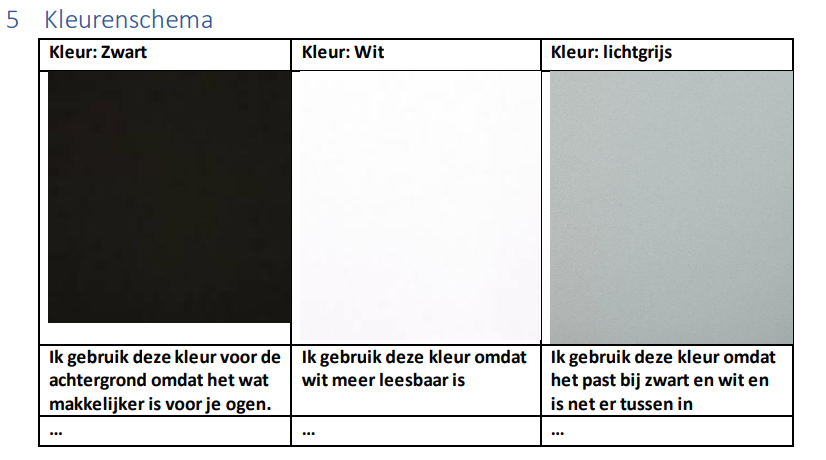 5 Kleurenschema
Kleur: Zwart
Kleur: Wit
Kleur: lichtgrijs
Ik gebruik deze kleur voor de
achtergrond omdat het wat
makkelijker is voor je ogen.
Ik gebruik deze kleur omdat
wit meer leesbaar is
Ik gebruik deze kleur omdat
het past bij zwart en wit en
is net er tussen in
...
...
...